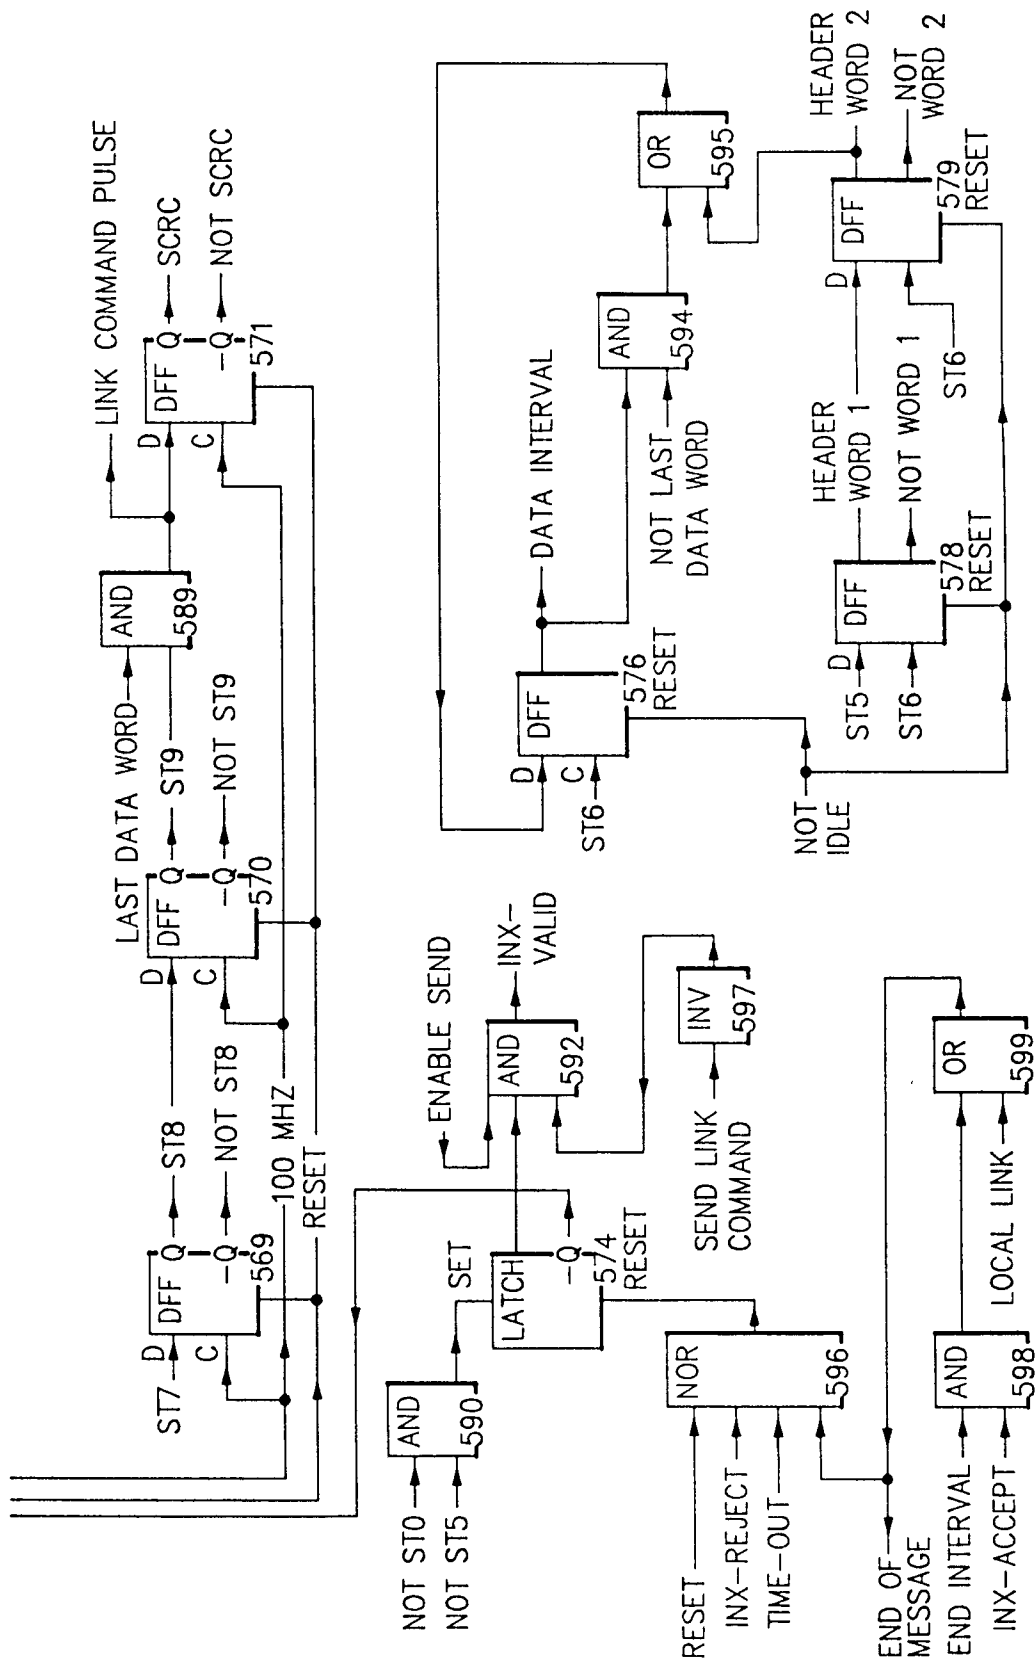 LINK COMMAND PULSE
LAST DATA WORD
AND
589
ST7
D
C
DFF
Q
-Q
569
ST8
NOT ST8
D
C
DFF
Q
-Q
570
ST9
NOT ST9
D
C
DFF
Q
-Q
571
SCRC
NOT SCRC
100 MHZ
RESET
NOT ST0
NOT ST5
AND
590
SET
LATCH
-Q
574
RESET
ENABLE SEND
AND
592
INX-
VALID
SEND LINK
COMMAND
INV
597
RESET
INX-REJECT
TIME-OUT
NOR
596
END OF
MESSAGE
END INTERVAL
INX-ACCEPT
AND
598
LOCAL LINK
OR
599
D
C
ST6
DFF
576
RESET
DATA INTERVAL
NOT LAST
DATA WORD
AND
594
OR
595
NOT
IDLE
ST5
ST6
D
DFF
578
RESET
HEADER
WORD 1
NOT WORD 1
D
ST6
DFF
579
RESET
HEADER
WORD 2
NOT
WORD 2